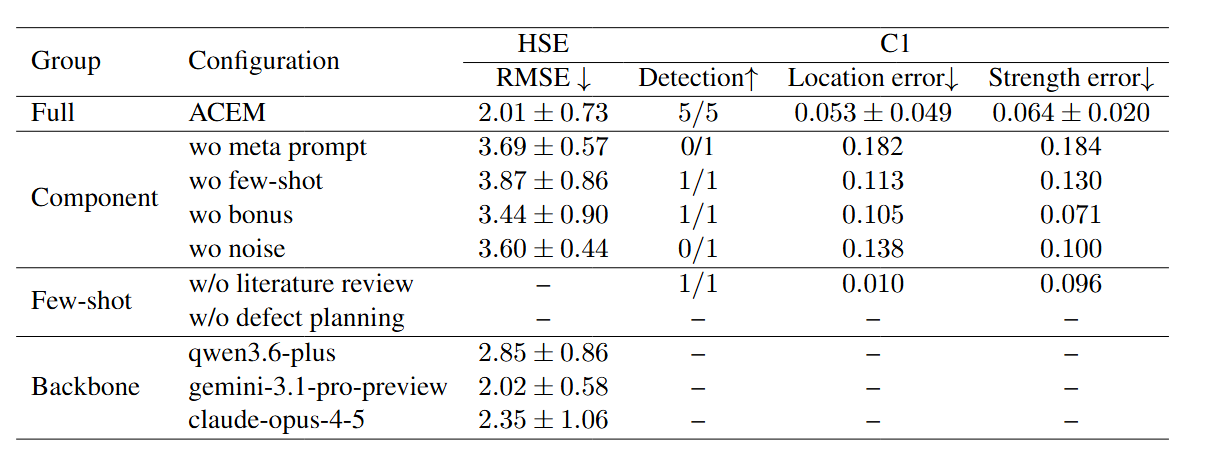 Group Configuration HSE C1
RMSE ↓ Detection↑ Location error↓ Strength error↓
Full ACEM 2.01 ± 0.73 5/5 0.053 ± 0.049 0.064 ± 0.020
Component wo meta prompt 3.69 ± 0.57 0/1 0.182 0.184
wo few-shot 3.87 ± 0.86 1/1 0.113 0.130
wo bonus 3.44 ± 0.90 1/1 0.105 0.071
wo noise 3.60 ± 0.44 0/1 0.138 0.100
Few-shot w/o literature review – 1/1 0.010 0.096
w/o defect planning – – – –
Backbone qwen3.6-plus 2.85 ± 0.86 – – –
gemini-3.1-pro-preview 2.02 ± 0.58 – – –
claude-opus-4-5 2.35 ± 1.06 – – –